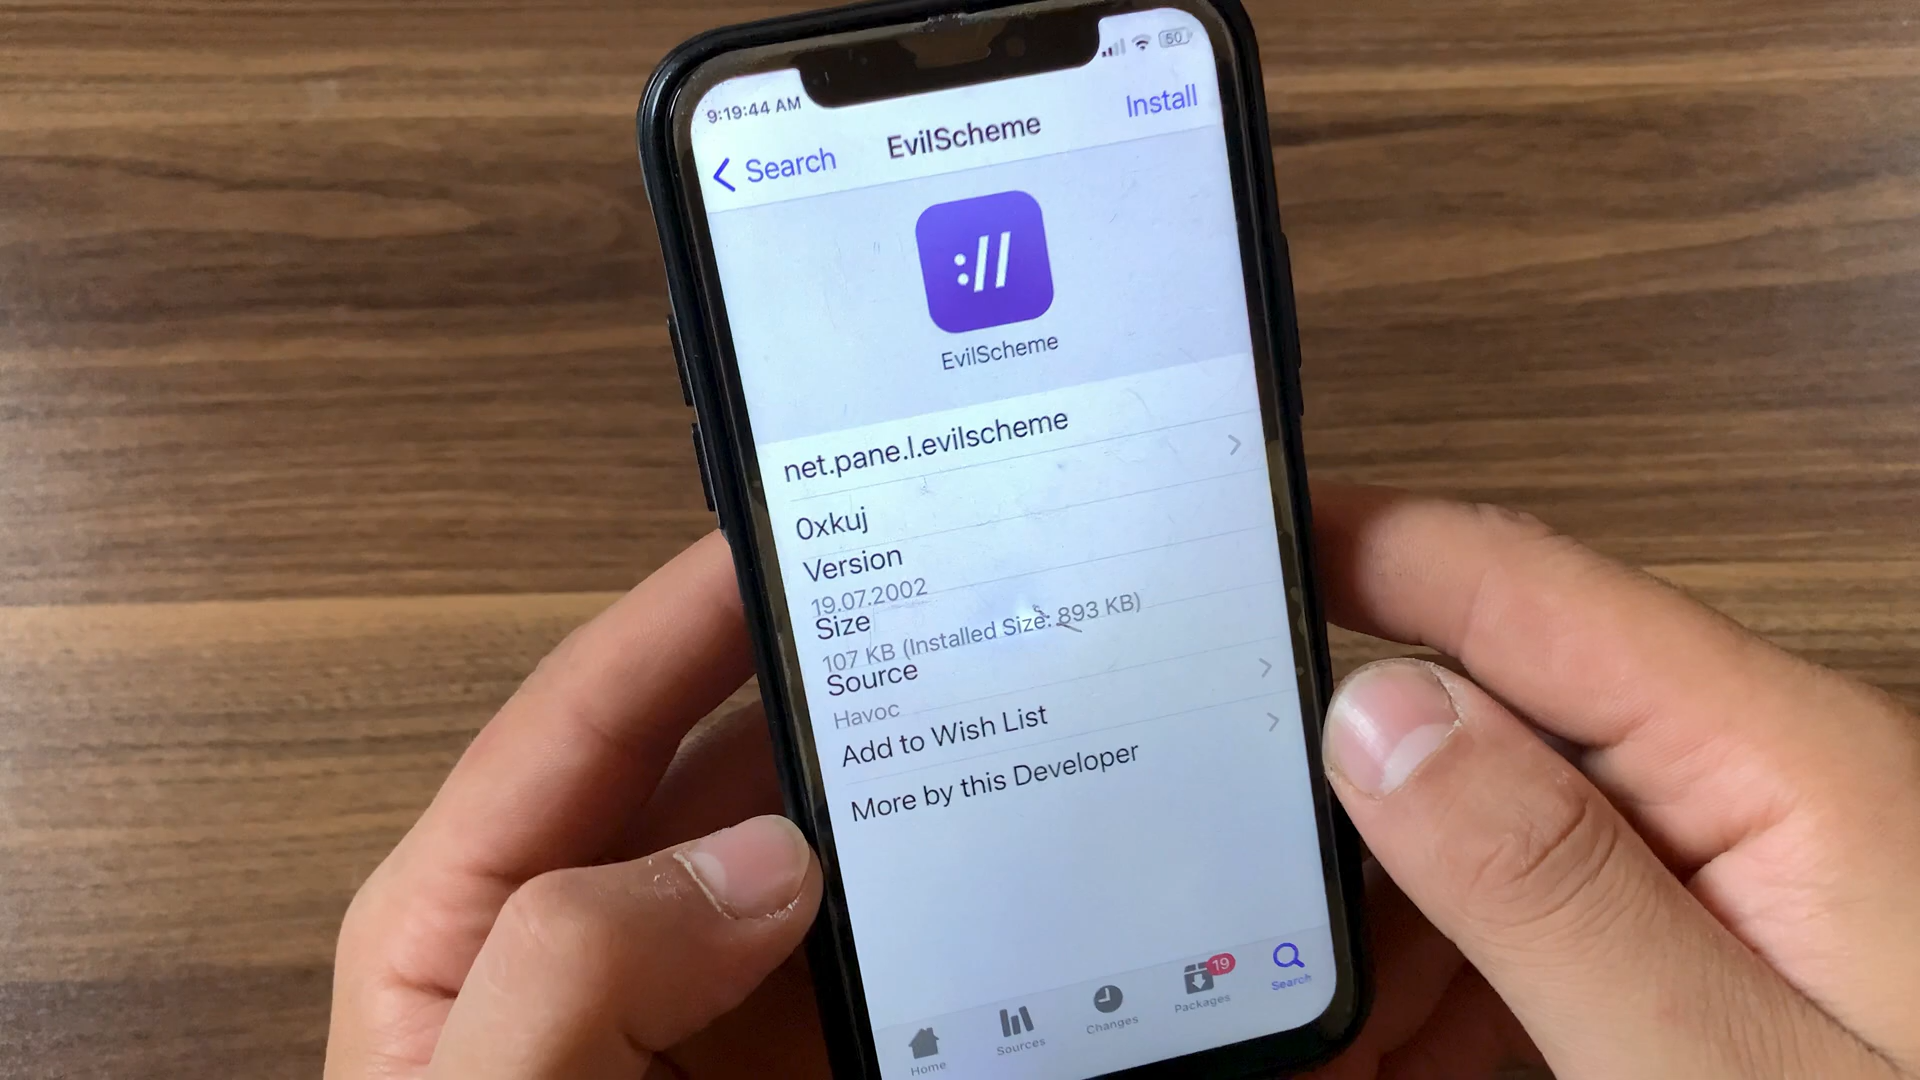 9:19:44 AM
50
Search
EvilScheme
Install
://
EvilScheme
net.pane.l.evilscheme
0xkuj
Version
19.07.2002
Size
107 KB (Installed Size: 893 KB)
Source
Havoc
Add to Wish List
More by this Developer
Home
Sources
Changes
19
Packages
Search